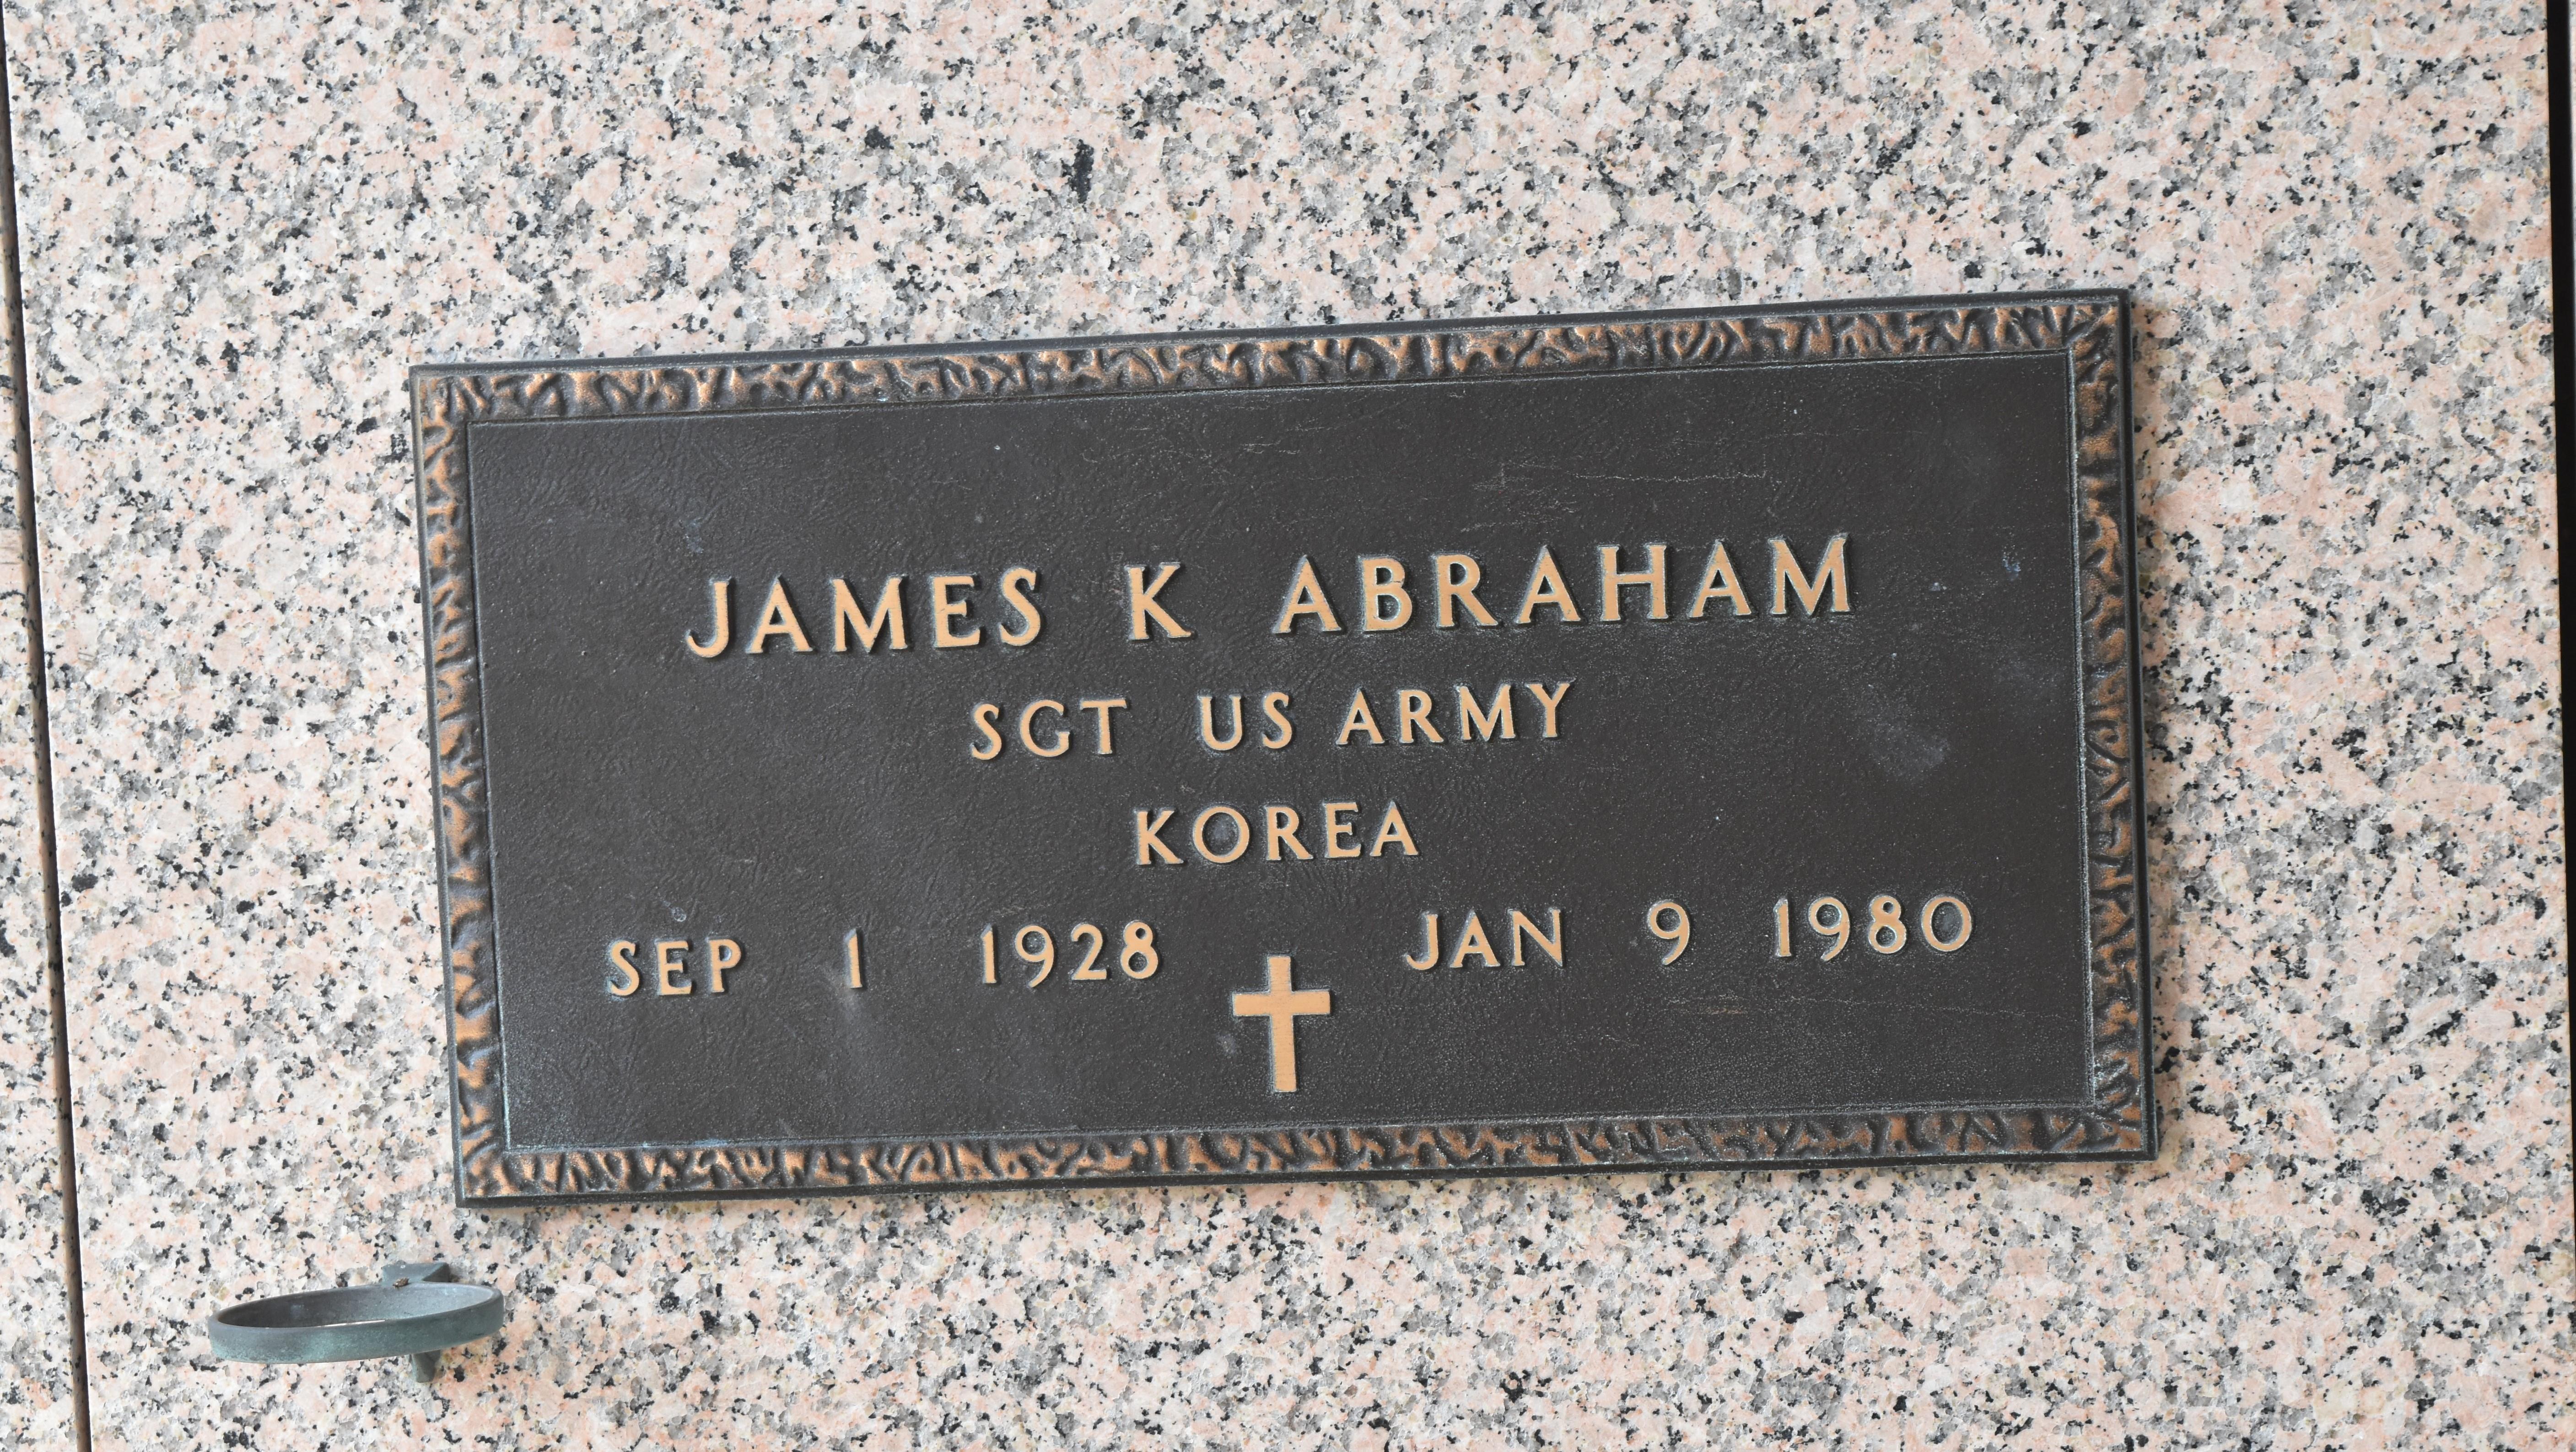 JAMES K ABRAHAM
SGT US ARMY
KOREA
SEP 1 1928 JAN 9 1980